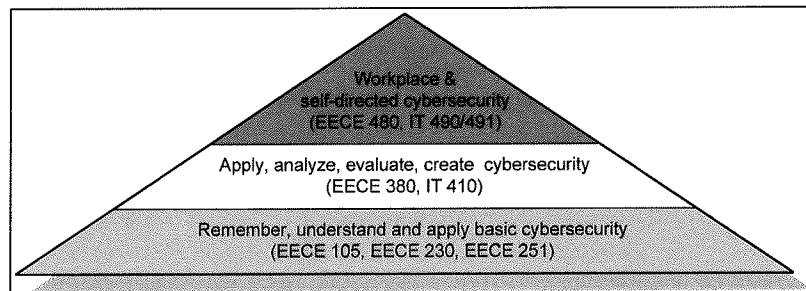 Workplace &
self-directed cybersecurity
(EECE 480, IT 490/491)
Apply, analyze, evaluate, create cybersecurity
(EECE 380, IT 410)
Remember, understand and apply basic cybersecurity
(EECE 105, EECE 230, EECE 251)